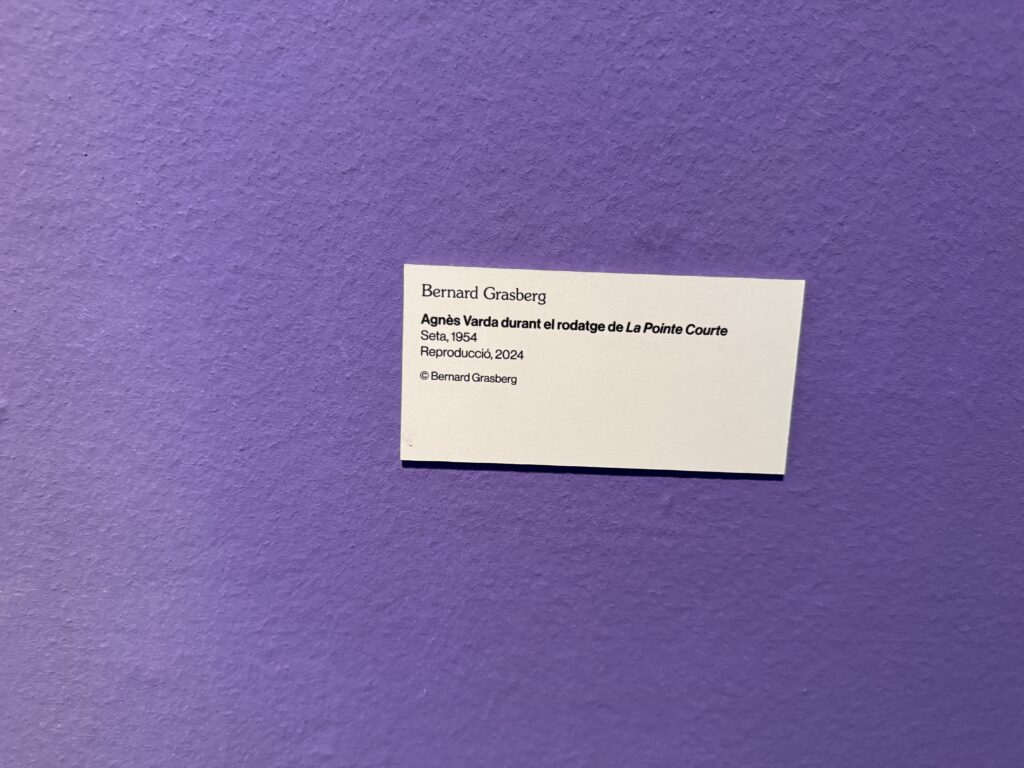 Bernard Grasberg
Agnès Varda durant el rodatge de La Pointe Courte
Seta, 1954
Reproducció, 2024
© Bernard Grasberg